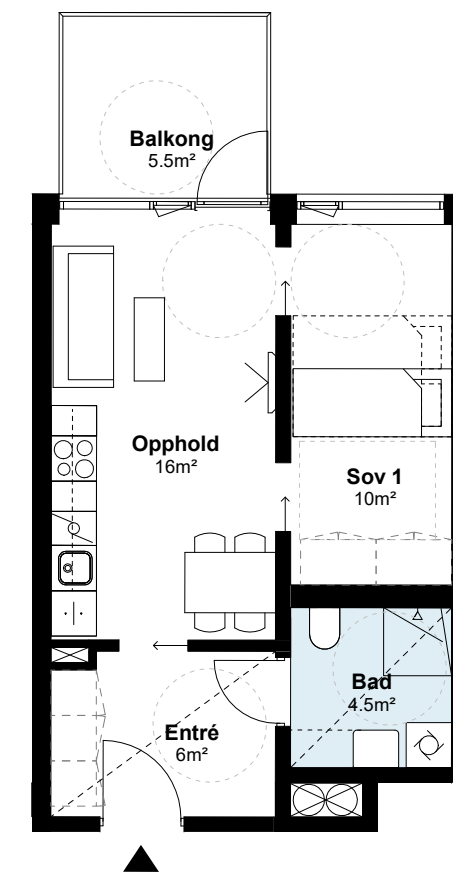 Balkong
5.5m²
Opphold
16m²
Sov 1
10m²
Bad
4.5m²
Entré
6m²